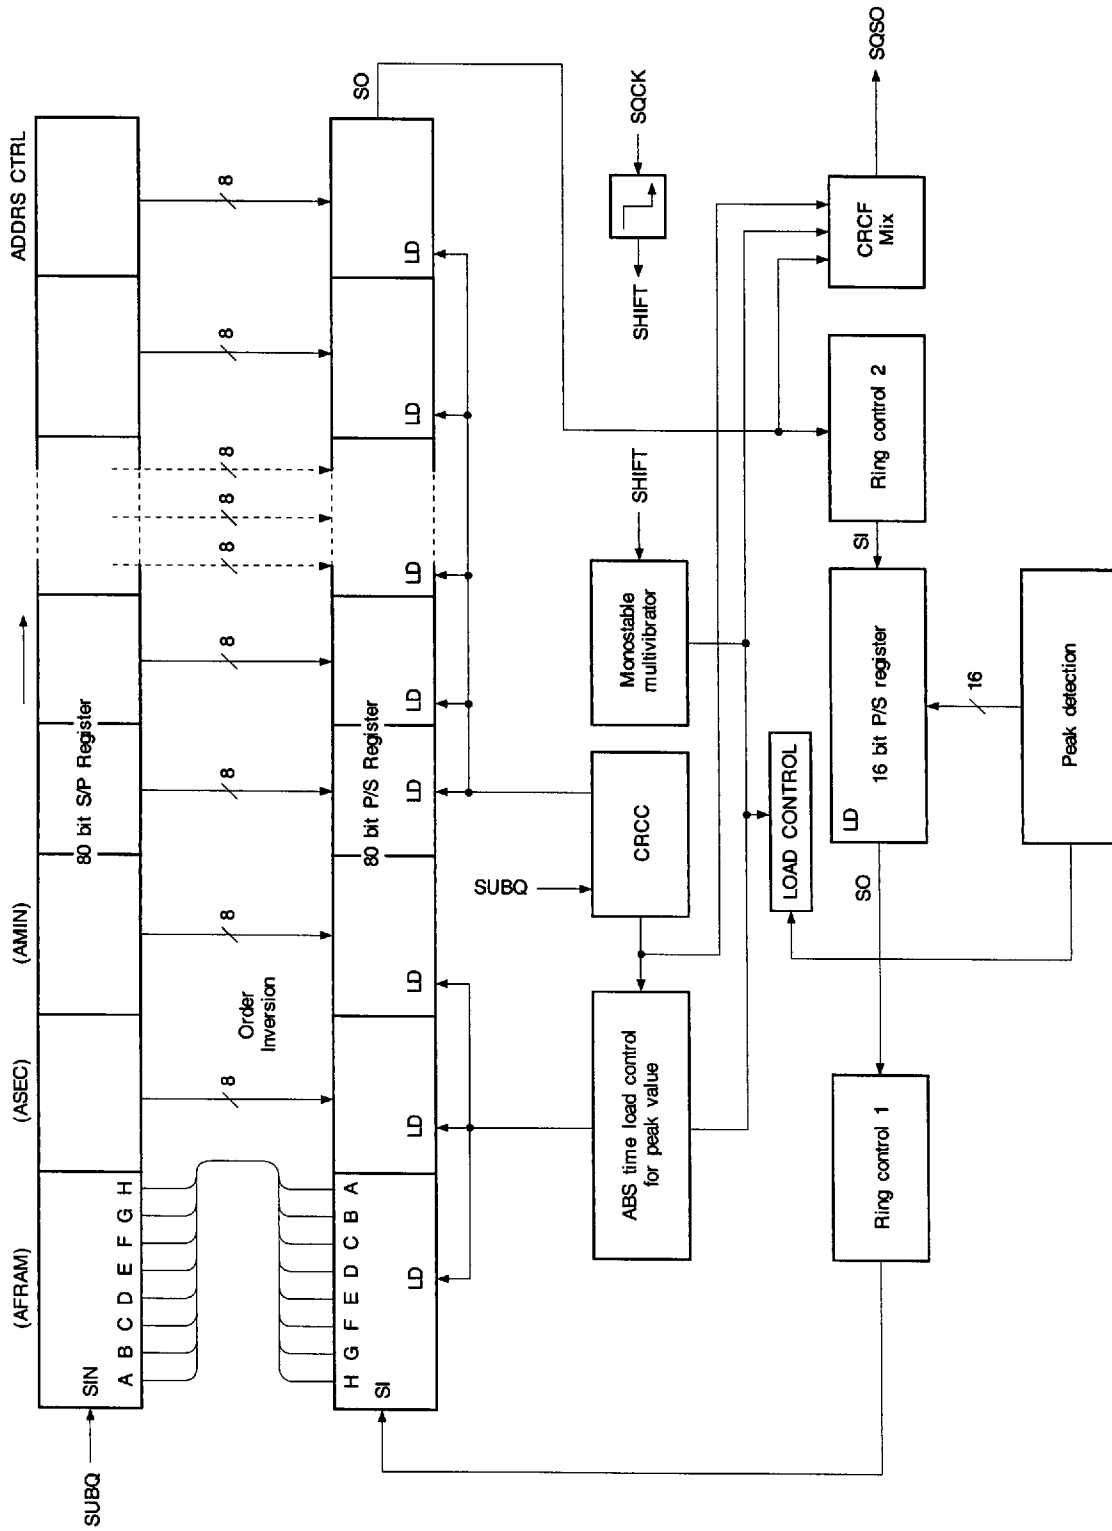 (AFRAM)
(ASEC)
(AMIN)
ADDRS CTRL
SUBQ
SIN
80 bit S/P Register
A B C D E F G H
8
8
8
8
8
8
8
8
Order
Inversion
H G F E D C B A
SI
80 bit P/S Register
SO
LD
LD
LD
LD
LD
LD
LD
LD
SUBQ
SHIFT
SHIFT
SQCK
ABS time load control
for peak value
CRCC
Monostable
multivibrator
LOAD CONTROL
Ring control 1
SO
LD
16 bit P/S register
SI
Ring control 2
CRCF
Mix
SQSO
16
Peak detection